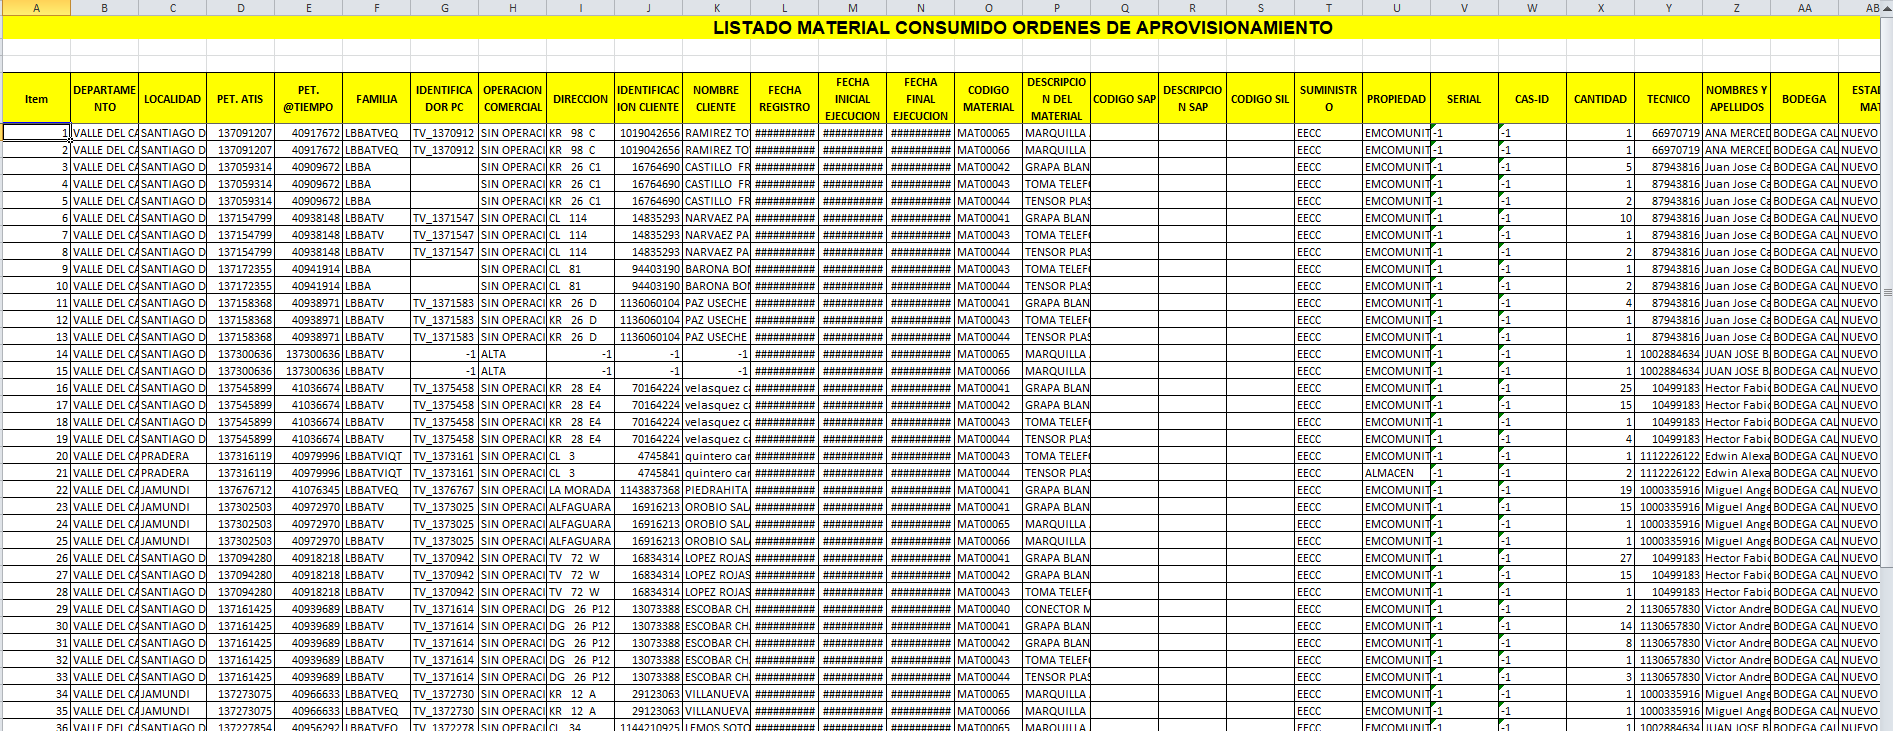 A B C D E F G H I J K L M N O P Q R S T U V W X Y Z AA AB
LISTADO MATERIAL CONSUMIDO ORDENES DE APROVISIONAMIENTO
Item DEPARTAMENTO LOCALIDAD PET. ATIS PET. @TIEMPO FAMILIA IDENTIFICADOR PC OPERACION COMERCIAL DIRECCION IDENTIFICACION CLIENTE NOMBRE CLIENTE FECHA REGISTRO FECHA INICIAL EJECUCION FECHA FINAL EJECUCION CODIGO MATERIAL DESCRIPCION DEL MATERIAL CODIGO SAP DESCRIPCION SAP CODIGO SIL SUMINISTRO PROPIEDAD SERIAL CAS-ID CANTIDAD TECNICO NOMBRES Y APELLIDOS BODEGA ESTAD MAT
1 VALLE DEL CA SANTIAGO D 137091207 40917672 LBBATVEQ TV_1370912 SIN OPERACI KR 98 C 1019042656 RAMIREZ TO ########## ########## ########## MAT00065 MARQUILLA EECC EMCOMUNIT -1 -1 1 66970719 ANA MERCED BODEGA CAL NUEVO
2 VALLE DEL CA SANTIAGO D 137091207 40917672 LBBATVEQ TV_1370912 SIN OPERACI KR 98 C 1019042656 RAMIREZ TO ########## ########## ########## MAT00066 MARQUILLA EECC EMCOMUNIT -1 -1 1 66970719 ANA MERCED BODEGA CAL NUEVO
3 VALLE DEL CA SANTIAGO D 137059314 40909672 LBBA SIN OPERACI KR 26 C1 16764690 CASTILLO FR ########## ########## ########## MAT00042 GRAPA BLAN EECC EMCOMUNIT -1 -1 5 87943816 Juan Jose Ca BODEGA CAL NUEVO
4 VALLE DEL CA SANTIAGO D 137059314 40909672 LBBA SIN OPERACI KR 26 C1 16764690 CASTILLO FR ########## ########## ########## MAT00043 TOMA TELEF EECC EMCOMUNIT -1 -1 1 87943816 Juan Jose Ca BODEGA CAL NUEVO
5 VALLE DEL CA SANTIAGO D 137059314 40909672 LBBA SIN OPERACI KR 26 C1 16764690 CASTILLO FR ########## ########## ########## MAT00044 TENSOR PLAS EECC EMCOMUNIT -1 -1 2 87943816 Juan Jose Ca BODEGA CAL NUEVO
6 VALLE DEL CA SANTIAGO D 137154799 40938148 LBBATV TV_1371547 SIN OPERACI CL 114 14835293 NARVAEZ PA ########## ########## ########## MAT00041 GRAPA BLAN EECC EMCOMUNIT -1 -1 10 87943816 Juan Jose Ca BODEGA CAL NUEVO
7 VALLE DEL CA SANTIAGO D 137154799 40938148 LBBATV TV_1371547 SIN OPERACI CL 114 14835293 NARVAEZ PA ########## ########## ########## MAT00043 TOMA TELEF EECC EMCOMUNIT -1 -1 1 87943816 Juan Jose Ca BODEGA CAL NUEVO
8 VALLE DEL CA SANTIAGO D 137154799 40938148 LBBATV TV_1371547 SIN OPERACI CL 114 14835293 NARVAEZ PA ########## ########## ########## MAT00044 TENSOR PLAS EECC EMCOMUNIT -1 -1 2 87943816 Juan Jose Ca BODEGA CAL NUEVO
9 VALLE DEL CA SANTIAGO D 137172355 40941914 LBBA SIN OPERACI CL 81 94403190 BARONA BON ########## ########## ########## MAT00043 TOMA TELEF EECC EMCOMUNIT -1 -1 1 87943816 Juan Jose Ca BODEGA CAL NUEVO
10 VALLE DEL CA SANTIAGO D 137172355 40941914 LBBA SIN OPERACI CL 81 94403190 BARONA BON ########## ########## ########## MAT00044 TENSOR PLAS EECC EMCOMUNIT -1 -1 2 87943816 Juan Jose Ca BODEGA CAL NUEVO
11 VALLE DEL CA SANTIAGO D 137158368 40938971 LBBATV TV_1371583 SIN OPERACI KR 26 D 1136060104 PAZ USECHE ########## ########## ########## MAT00041 GRAPA BLAN EECC EMCOMUNIT -1 -1 4 87943816 Juan Jose Ca BODEGA CAL NUEVO
12 VALLE DEL CA SANTIAGO D 137158368 40938971 LBBATV TV_1371583 SIN OPERACI KR 26 D 1136060104 PAZ USECHE ########## ########## ########## MAT00043 TOMA TELEF EECC EMCOMUNIT -1 -1 1 87943816 Juan Jose Ca BODEGA CAL NUEVO
13 VALLE DEL CA SANTIAGO D 137158368 40938971 LBBATV TV_1371583 SIN OPERACI KR 26 D 1136060104 PAZ USECHE ########## ########## ########## MAT00044 TENSOR PLAS EECC EMCOMUNIT -1 -1 1 87943816 Juan Jose Ca BODEGA CAL NUEVO
14 VALLE DEL CA SANTIAGO D 137300636 137300636 LBBATV -1 ALTA -1 -1 -1 ########## ########## ########## MAT00065 MARQUILLA EECC EMCOMUNIT -1 -1 1 1002884634 JUAN JOSE B BODEGA CAL NUEVO
15 VALLE DEL CA SANTIAGO D 137300636 137300636 LBBATV -1 ALTA -1 -1 -1 ########## ########## ########## MAT00066 MARQUILLA EECC EMCOMUNIT -1 -1 1 1002884634 JUAN JOSE B BODEGA CAL NUEVO
16 VALLE DEL CA SANTIAGO D 137545899 41036674 LBBATV TV_1375458 SIN OPERACI KR 28 E4 70164224 velasquez ca ########## ########## ########## MAT00041 GRAPA BLAN EECC EMCOMUNIT -1 -1 25 10499183 Hector Fabio BODEGA CAL NUEVO
17 VALLE DEL CA SANTIAGO D 137545899 41036674 LBBATV TV_1375458 SIN OPERACI KR 28 E4 70164224 velasquez ca ########## ########## ########## MAT00042 GRAPA BLAN EECC EMCOMUNIT -1 -1 15 10499183 Hector Fabio BODEGA CAL NUEVO
18 VALLE DEL CA SANTIAGO D 137545899 41036674 LBBATV TV_1375458 SIN OPERACI KR 28 E4 70164224 velasquez ca ########## ########## ########## MAT00043 TOMA TELEF EECC EMCOMUNIT -1 -1 1 10499183 Hector Fabio BODEGA CAL NUEVO
19 VALLE DEL CA SANTIAGO D 137545899 41036674 LBBATV TV_1375458 SIN OPERACI KR 28 E4 70164224 velasquez ca ########## ########## ########## MAT00044 TENSOR PLAS EECC EMCOMUNIT -1 -1 4 10499183 Hector Fabio BODEGA CAL NUEVO
20 VALLE DEL CA PRADERA 137316119 40979996 LBBATVIQT TV_1373161 SIN OPERACI CL 3 4745841 quintero car ########## ########## ########## MAT00043 TOMA TELEF EECC EMCOMUNIT -1 -1 1 1112226122 Edwin Alexa BODEGA CAL NUEVO
21 VALLE DEL CA PRADERA 137316119 40979996 LBBATVIQT TV_1373161 SIN OPERACI CL 3 4745841 quintero car ########## ########## ########## MAT00044 TENSOR PLAS EECC ALMACEN -1 -1 2 1112226122 Edwin Alexa BODEGA CAL NUEVO
22 VALLE DEL CA JAMUNDI 137676712 41076345 LBBATVEQ TV_1376767 SIN OPERACI LA MORADA 1143837368 PIEDRAHITA ########## ########## ########## MAT00041 GRAPA BLAN EECC EMCOMUNIT -1 -1 19 1000335916 Miguel Ange BODEGA CAL NUEVO
23 VALLE DEL CA JAMUNDI 137302503 40972970 LBBATV TV_1373025 SIN OPERACI ALFAGUARA 16916213 OROBIO SAL ########## ########## ########## MAT00041 GRAPA BLAN EECC EMCOMUNIT -1 -1 15 1000335916 Miguel Ange BODEGA CAL NUEVO
24 VALLE DEL CA JAMUNDI 137302503 40972970 LBBATV TV_1373025 SIN OPERACI ALFAGUARA 16916213 OROBIO SAL ########## ########## ########## MAT00065 MARQUILLA EECC EMCOMUNIT -1 -1 1 1000335916 Miguel Ange BODEGA CAL NUEVO
25 VALLE DEL CA JAMUNDI 137302503 40972970 LBBATV TV_1373025 SIN OPERACI ALFAGUARA 16916213 OROBIO SAL ########## ########## ########## MAT00066 MARQUILLA EECC EMCOMUNIT -1 -1 1 1000335916 Miguel Ange BODEGA CAL NUEVO
26 VALLE DEL CA SANTIAGO D 137094280 40918218 LBBATV TV_1370942 SIN OPERACI TV 72 W 16834314 LOPEZ ROJAS ########## ########## ########## MAT00041 GRAPA BLAN EECC EMCOMUNIT -1 -1 27 10499183 Hector Fabio BODEGA CAL NUEVO
27 VALLE DEL CA SANTIAGO D 137094280 40918218 LBBATV TV_1370942 SIN OPERACI TV 72 W 16834314 LOPEZ ROJAS ########## ########## ########## MAT00042 GRAPA BLAN EECC EMCOMUNIT -1 -1 15 10499183 Hector Fabio BODEGA CAL NUEVO
28 VALLE DEL CA SANTIAGO D 137094280 40918218 LBBATV TV_1370942 SIN OPERACI TV 72 W 16834314 LOPEZ ROJAS ########## ########## ########## MAT00043 TOMA TELEF EECC EMCOMUNIT -1 -1 1 10499183 Hector Fabio BODEGA CAL NUEVO
29 VALLE DEL CA SANTIAGO D 137161425 40939689 LBBATV TV_1371614 SIN OPERACI DG 26 P12 13073388 ESCOBAR CH ########## ########## ########## MAT00040 CONECTOR M EECC EMCOMUNIT -1 -1 2 1130657830 Victor Andre BODEGA CAL NUEVO
30 VALLE DEL CA SANTIAGO D 137161425 40939689 LBBATV TV_1371614 SIN OPERACI DG 26 P12 13073388 ESCOBAR CH ########## ########## ########## MAT00041 GRAPA BLAN EECC EMCOMUNIT -1 -1 14 1130657830 Victor Andre BODEGA CAL NUEVO
31 VALLE DEL CA SANTIAGO D 137161425 40939689 LBBATV TV_1371614 SIN OPERACI DG 26 P12 13073388 ESCOBAR CH ########## ########## ########## MAT00042 GRAPA BLAN EECC EMCOMUNIT -1 -1 8 1130657830 Victor Andre BODEGA CAL NUEVO
32 VALLE DEL CA SANTIAGO D 137161425 40939689 LBBATV TV_1371614 SIN OPERACI DG 26 P12 13073388 ESCOBAR CH ########## ########## ########## MAT00043 TOMA TELEF EECC EMCOMUNIT -1 -1 1 1130657830 Victor Andre BODEGA CAL NUEVO
33 VALLE DEL CA SANTIAGO D 137161425 40939689 LBBATV TV_1371614 SIN OPERACI DG 26 P12 13073388 ESCOBAR CH ########## ########## ########## MAT00044 TENSOR PLAS EECC EMCOMUNIT -1 -1 3 1130657830 Victor Andre BODEGA CAL NUEVO
34 VALLE DEL CA JAMUNDI 137273075 40966633 LBBATVEQ TV_1372730 SIN OPERACI KR 12 A 29123063 VILLANUEVA ########## ########## ########## MAT00065 MARQUILLA EECC EMCOMUNIT -1 -1 1 1000335916 Miguel Ange BODEGA CAL NUEVO
35 VALLE DEL CA JAMUNDI 137273075 40966633 LBBATVEQ TV_1372730 SIN OPERACI KR 12 A 29123063 VILLANUEVA ########## ########## ########## MAT00066 MARQUILLA EECC EMCOMUNIT -1 -1 1 1000335916 Miguel Ange BODEGA CAL NUEVO
36 VALLE DEL CA SANTIAGO D 137227854 40956292 LBBATVEQ TV_1372278 SIN OPERACI CL 34 1144210925 LEMOS SOTO ########## ########## ########## MAT00065 MARQUILLA EECC EMCOMUNIT -1 -1 1 1002884634 JUAN JOSE B BODEGA CAL NUEVO